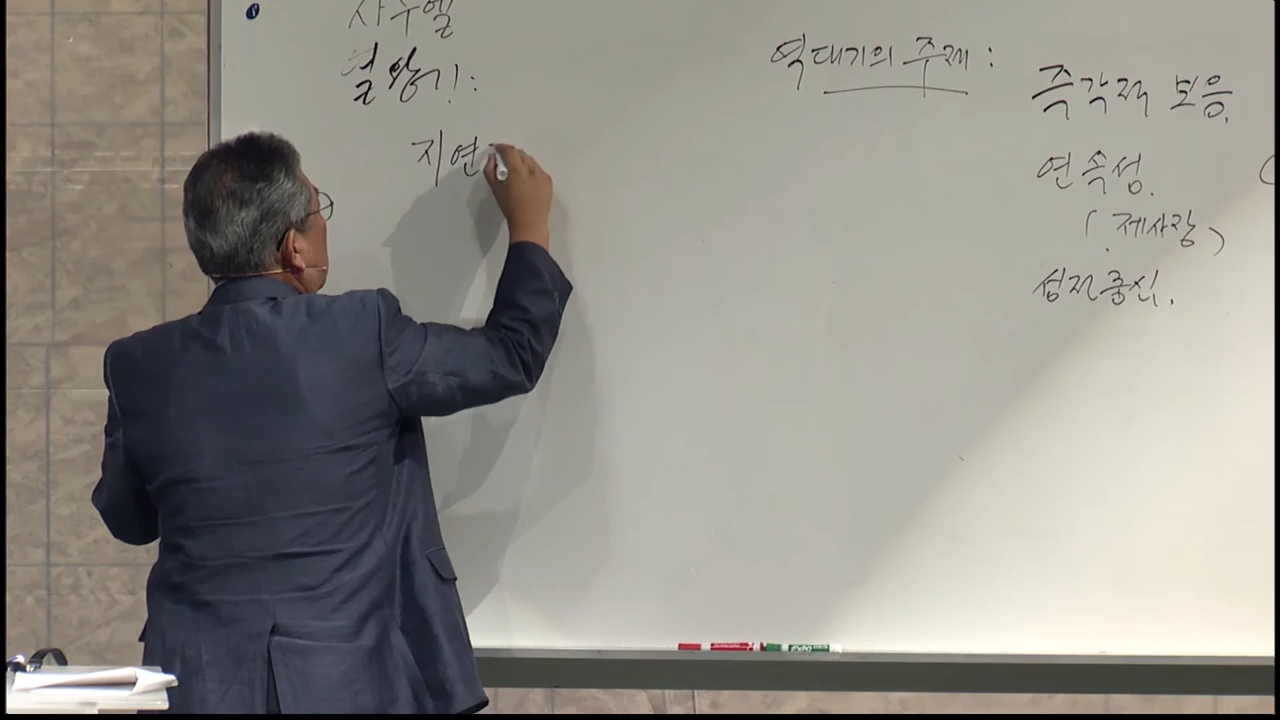 사무엘
열왕기:
지연
역대기의 주제:
즉각적 보응.
연속성.
(제사장)
성전중심.